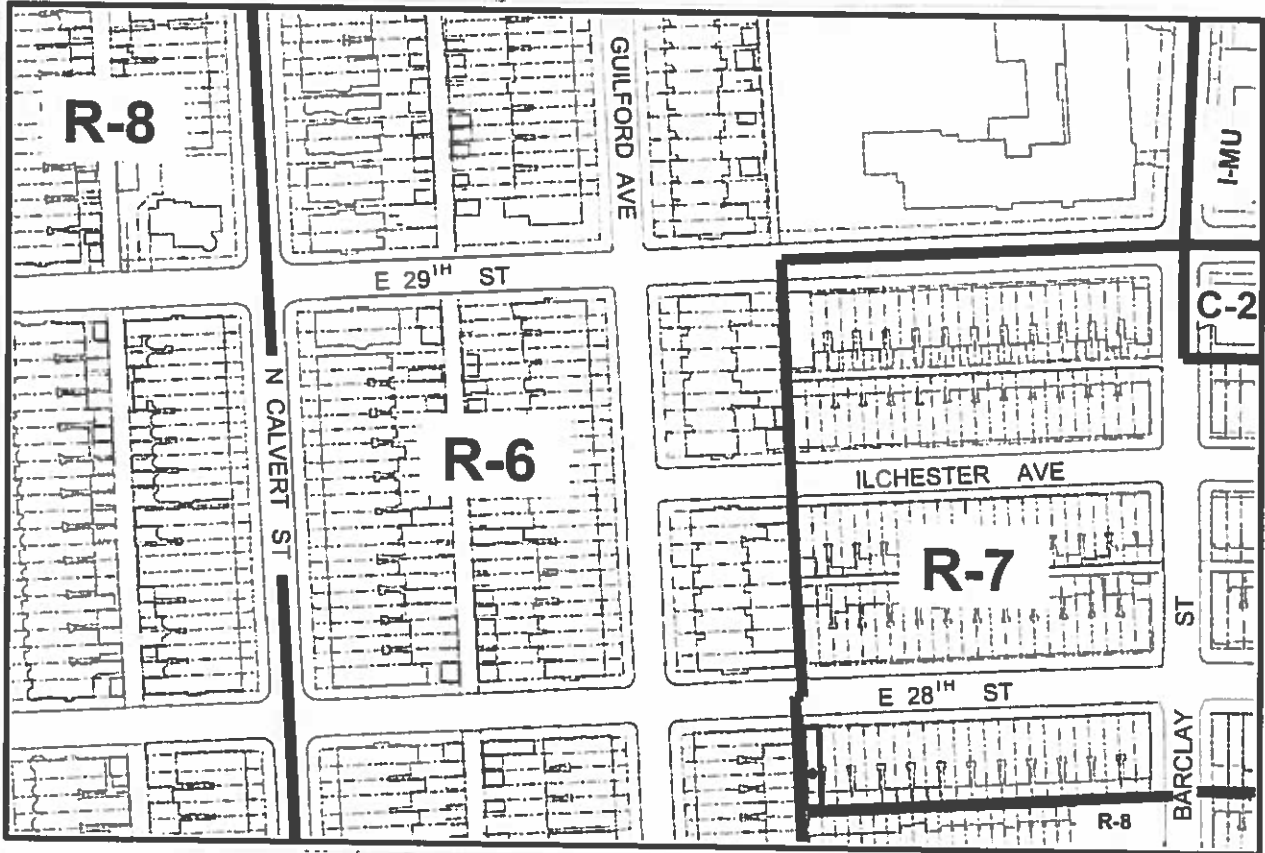 R-8
GUILFORD AVE
I-MU
E 29TH ST
C-2
N CALVERT ST
R-6
ILCHESTER AVE
R-7
E 28TH ST
BARCLAY ST
R-8